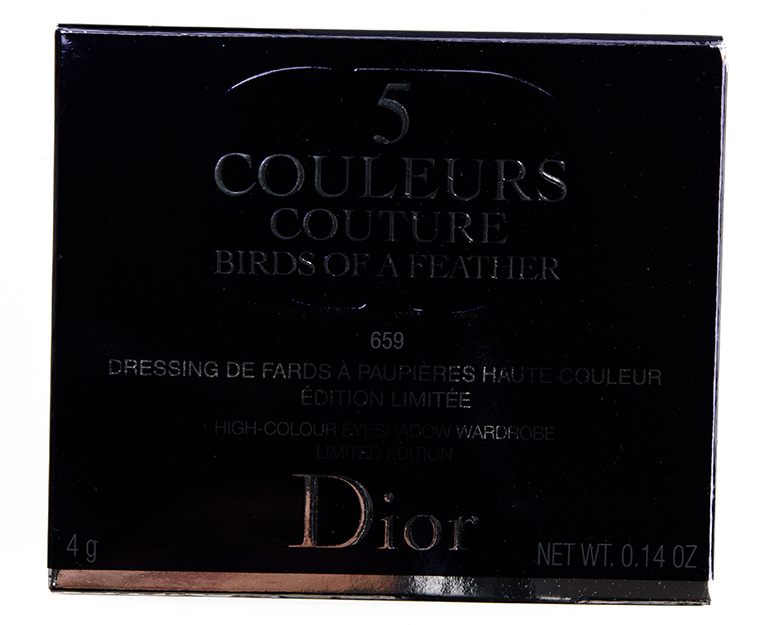 5
COULEURS
COUTURE
BIRDS OF A FEATHER
659
DRESSING DE FARDS À PAUPIÈRES HAUTE COULEUR
ÉDITION LIMITÉE
HIGH-COLOUR EYESHADOW WARDROBE
LIMITED EDITION
Dior
4 g
NET WT. 0.14 OZ